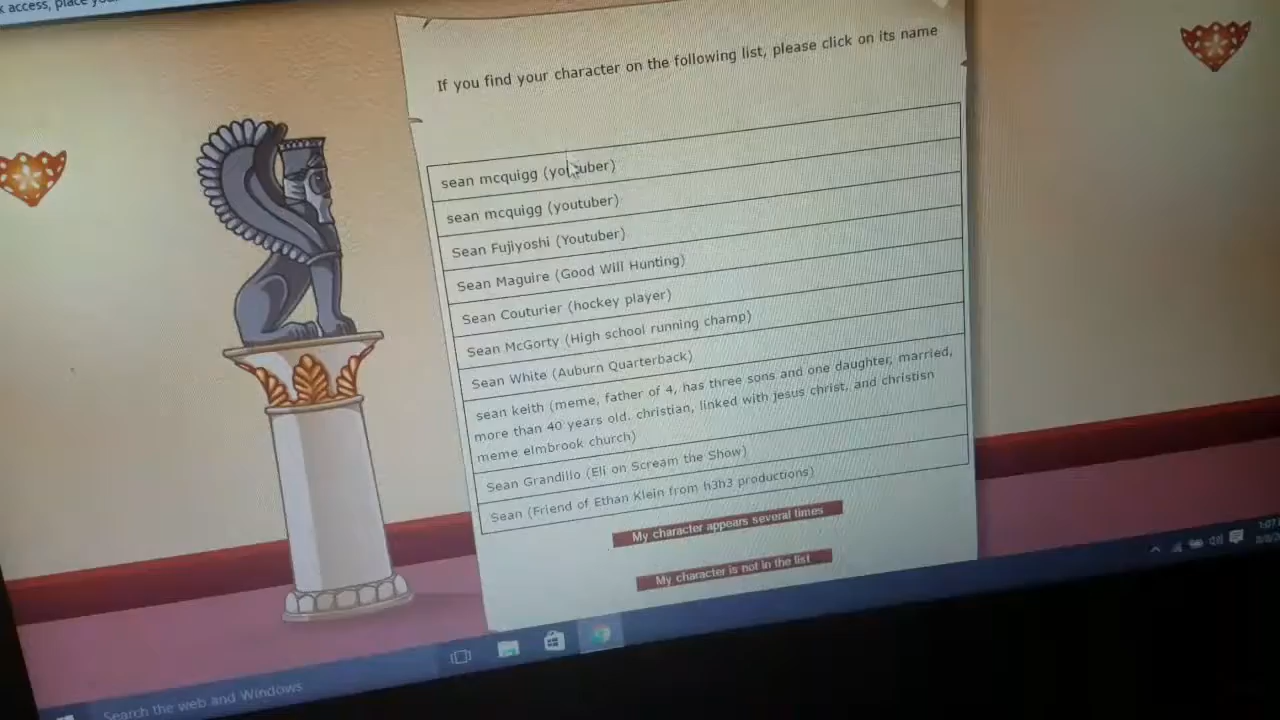 access, place
If you find your character on the following list, please click on its name
sean mcquigg (youtuber)
sean mcquigg (youtuber)
Sean Fujiyoshi (Youtuber)
Sean Maguire (Good Will Hunting)
Sean Couturier (hockey player)
Sean McGorty (High school running champ)
Sean White (Auburn Quarterback)
sean keith (meme, father of 4, has three sons and one daughter, married,
more than 40 years old. christian, linked with jesus christ, and christisn
meme elmbrook church)
Sean Grandillo (Eli on Scream the Show)
Sean (Friend of Ethan Klein from h3h3 productions)
My character appears several times
My character is not in the list
Search the web and Windows